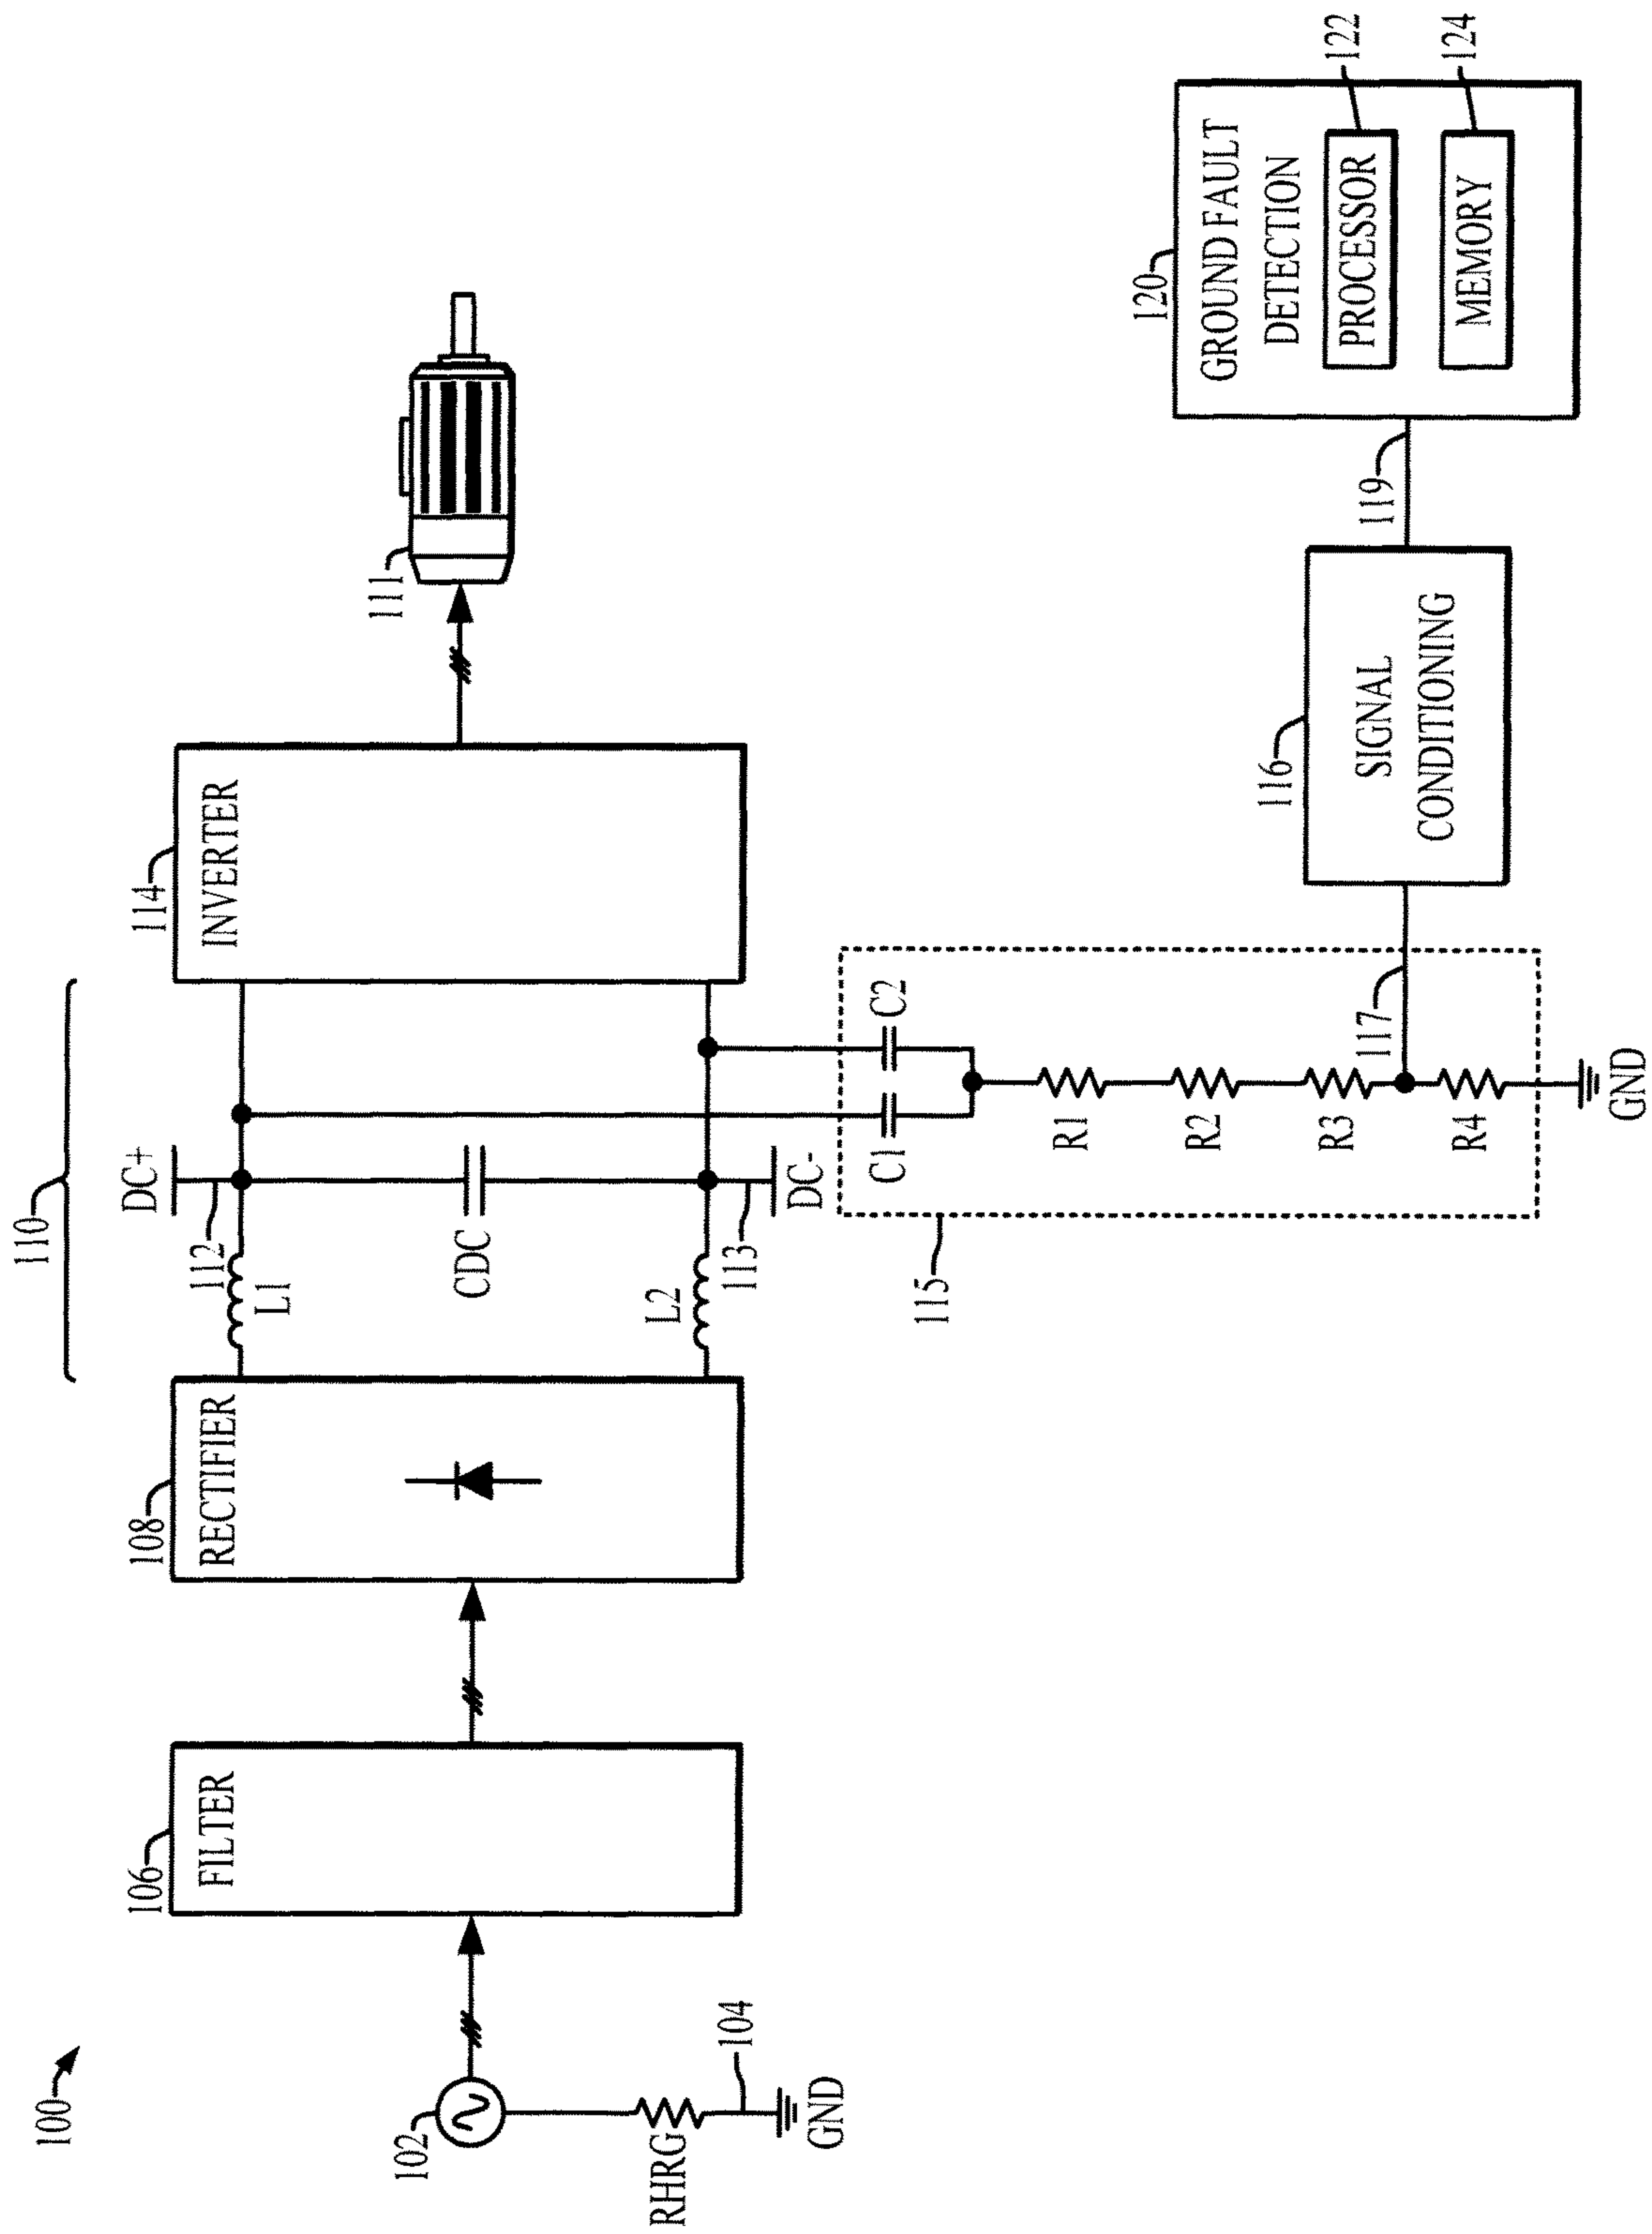 100
102
RHRG
104
GND
106
FILTER
108
RECTIFIER
110
DC+
112
L1
CDC
L2
113
DC-
114
INVERTER
111
115
C1
C2
R1
R2
R3
R4
117
GND
116
SIGNAL
CONDITIONING
119
120
GROUND FAULT
DETECTION
PROCESSOR
122
MEMORY
124